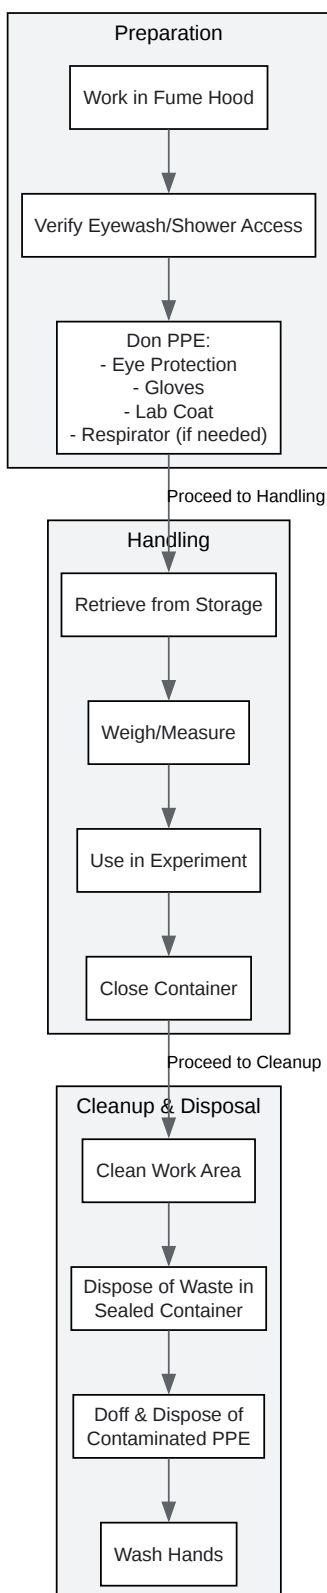 Preparation
Work in Fume Hood
Verify Eyewash/Shower Access
Don PPE:
- Eye Protection
- Gloves
- Lab Coat
- Respirator (if needed)
Proceed to Handling
Handling
Retrieve from Storage
Weigh/Measure
Use in Experiment
Close Container
Proceed to Cleanup
Cleanup & Disposal
Clean Work Area
Dispose of Waste in
Sealed Container
Doff & Dispose of
Contaminated PPE
Wash Hands